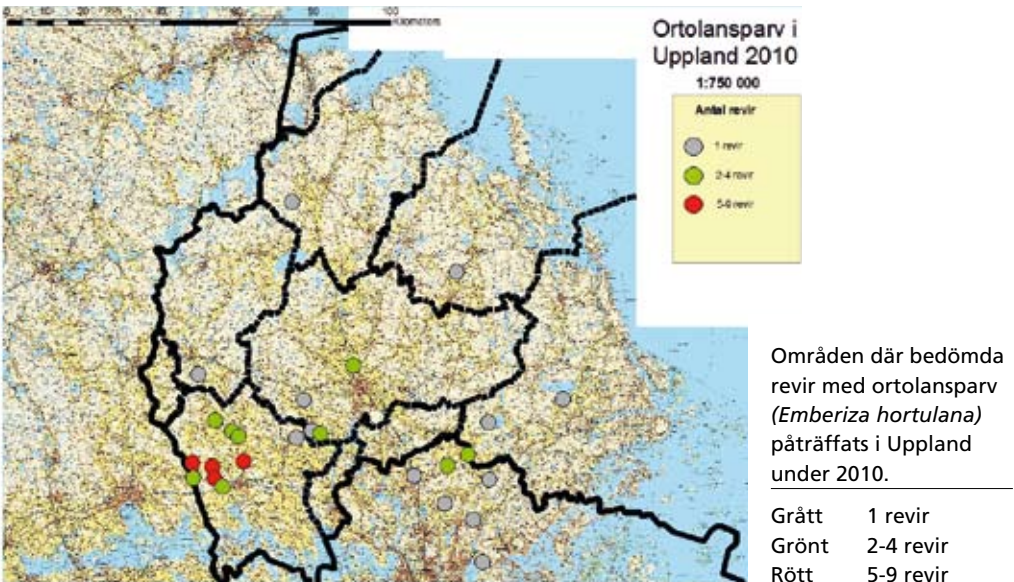 100
Kilometers
Ortolansparv i
Uppland 2010
1:750 000
Antal revir
1 revir
2-4 revir
5-9 revir
Områden där bedömda
revir med ortolansparv
(Emberiza hortulana)
påträffats i Uppland
under 2010.
Grått 1 revir
Grönt 2-4 revir
Rött 5-9 revir